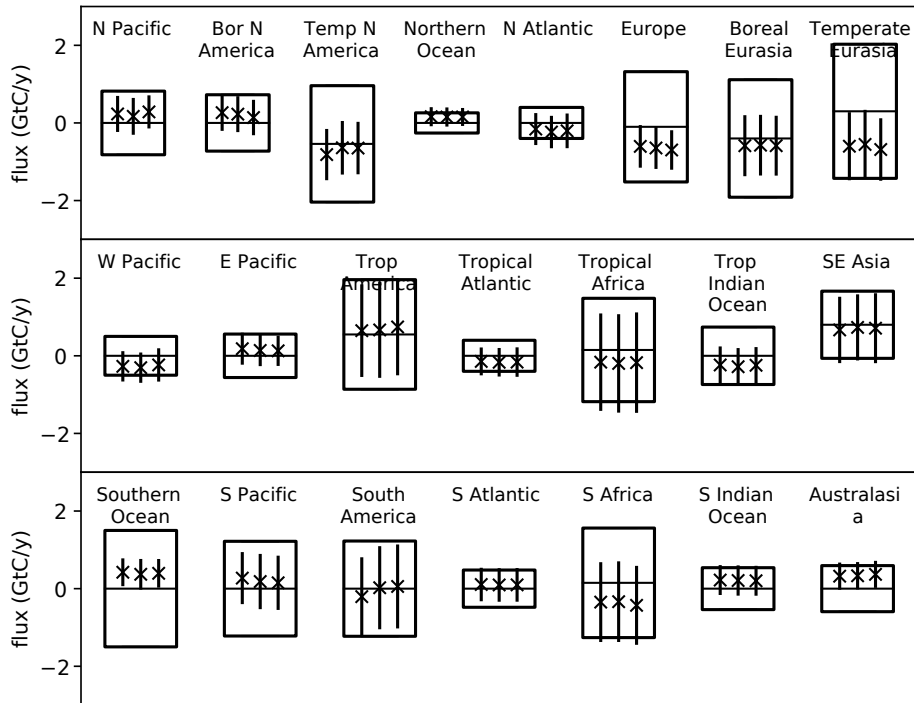 N Pacific
Bor N
America
Temp N
America
Northern
Ocean
N Atlantic
Europe
Boreal
Eurasia
Temperate
Eurasia
flux (GtC/y)
2
0
−2
W Pacific
E Pacific
Trop
America
Tropical
Atlantic
Tropical
Africa
Trop
Indian
Ocean
SE Asia
flux (GtC/y)
2
0
−2
Southern
Ocean
S Pacific
South
America
S Atlantic
S Africa
S Indian
Ocean
Australasi
a
flux (GtC/y)
2
0
−2